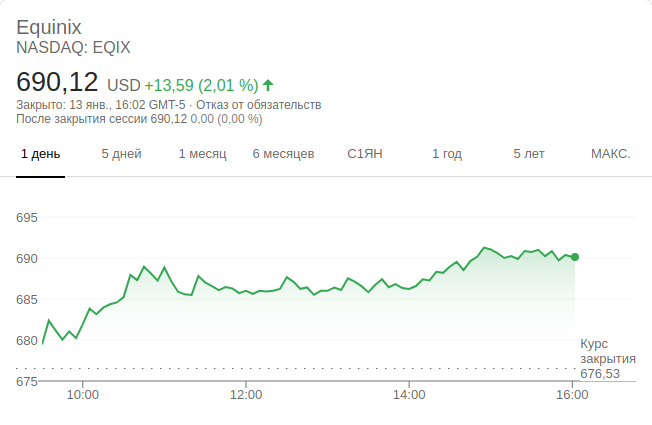 Equinix
NASDAQ: EQIX
690,12 USD +13,59 (2,01 %)
Закрыто: 13 янв., 16:02 GMT-5 · Отказ от обязательств
После закрытия сессии 690,12 0,00 (0,00 %)
1 день 5 дней 1 месяц 6 месяцев С1ЯН 1 год 5 лет МАКС.
695
690
685
680
Курс
закрытия
676,53
675
10:00 12:00 14:00 16:00